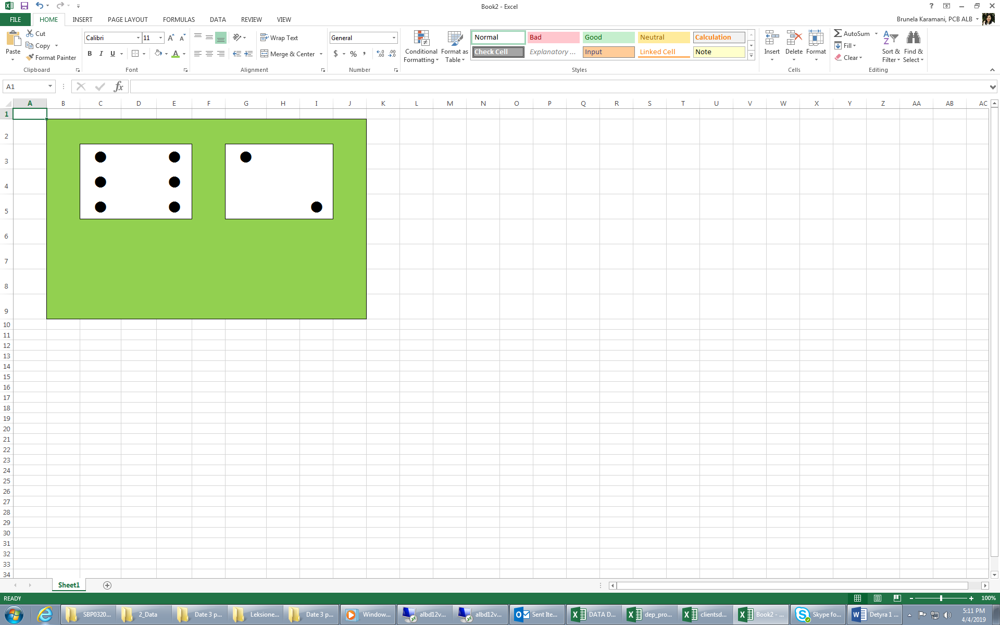 Book2 - Excel
FILE HOME INSERT PAGE LAYOUT FORMULAS DATA REVIEW VIEW
Brunela Karamani, PCB ALB
Paste
Cut
Copy
Format Painter
Clipboard
Calibri 11
B I U
Font
Wrap Text
Merge & Center
Alignment
General
$ % ,
Number
Conditional Formatting
Format as Table
Normal Bad Good Neutral Calculation
Check Cell Explanatory ... Input Linked Cell Note
Styles
Insert Delete Format
Cells
AutoSum
Fill
Clear
Sort & Filter
Find & Select
Editing
A1
fx
A B C D E F G H I J K L M N O P Q R S T U V W X Y Z AA AB AC
1
2
3
4
5
6
7
8
9
10
11
12
13
14
15
16
17
18
19
20
21
22
23
24
25
26
27
28
29
30
31
32
33
34
Sheet1
READY
100%
SBP0320... 2_Data Date 3 p... Leksione... Date 3 p... Window... albd12v... albd12v... Sent Ite... DATA D... dep_pro... clientsd... Book2 - ... Skype fo... Detyra 1 ...
5:11 PM
4/4/2019